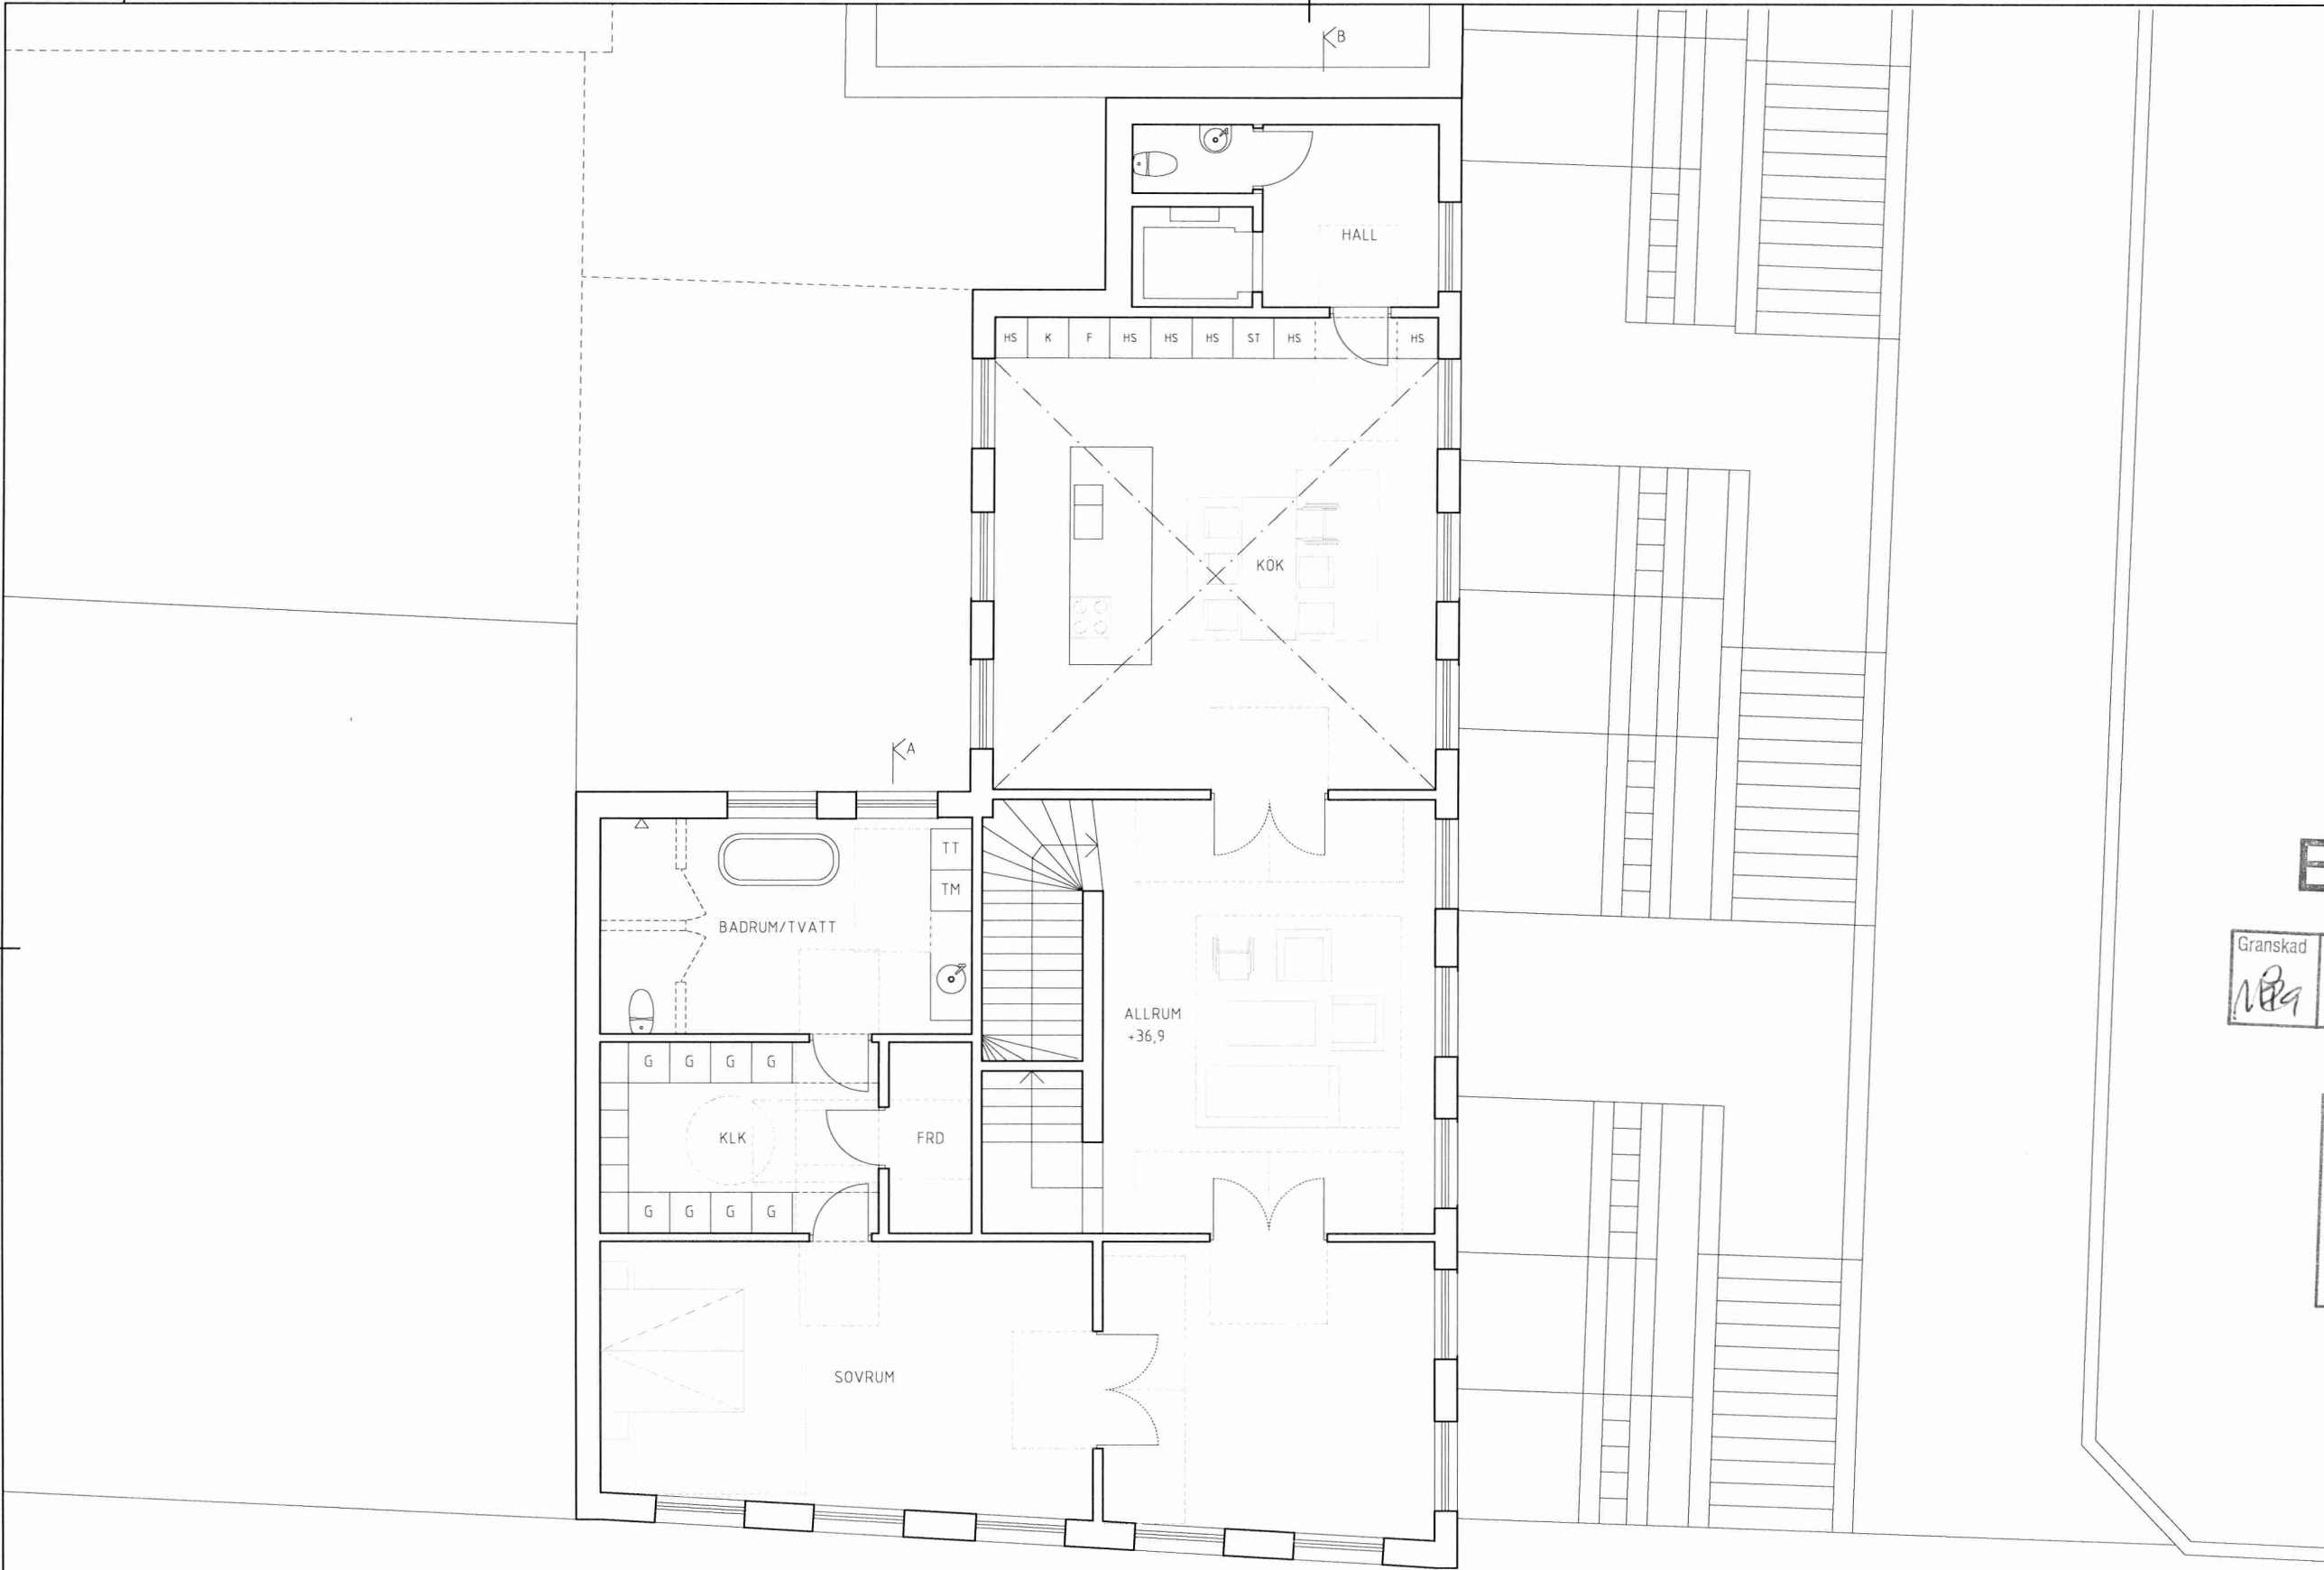 B
HALL
HS K F HS HS HS ST HS HS
KÖK
A
TT
TM
BADRUM/TVÄTT
Granskad
ALLRUM
+36,9
G G G G
KLK
FRD
G G G G
SOVRUM